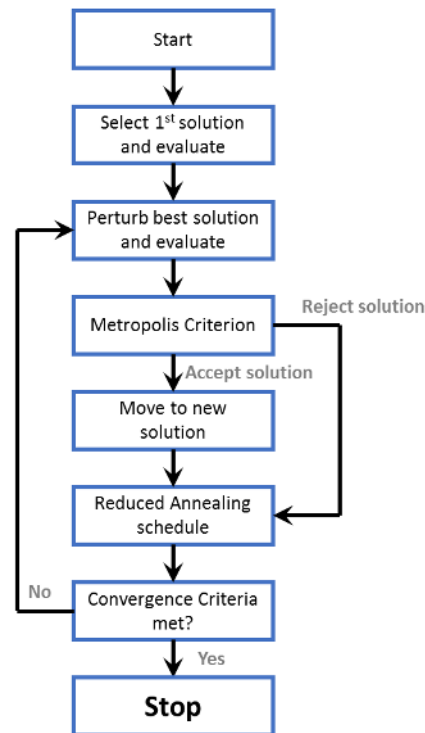 Start
Select 1st solution
and evaluate
Perturb best solution
and evaluate
Metropolis Criterion
Reject solution
Accept solution
Move to new
solution
Reduced Annealing
schedule
No
Convergence Criteria
met?
Yes
Stop